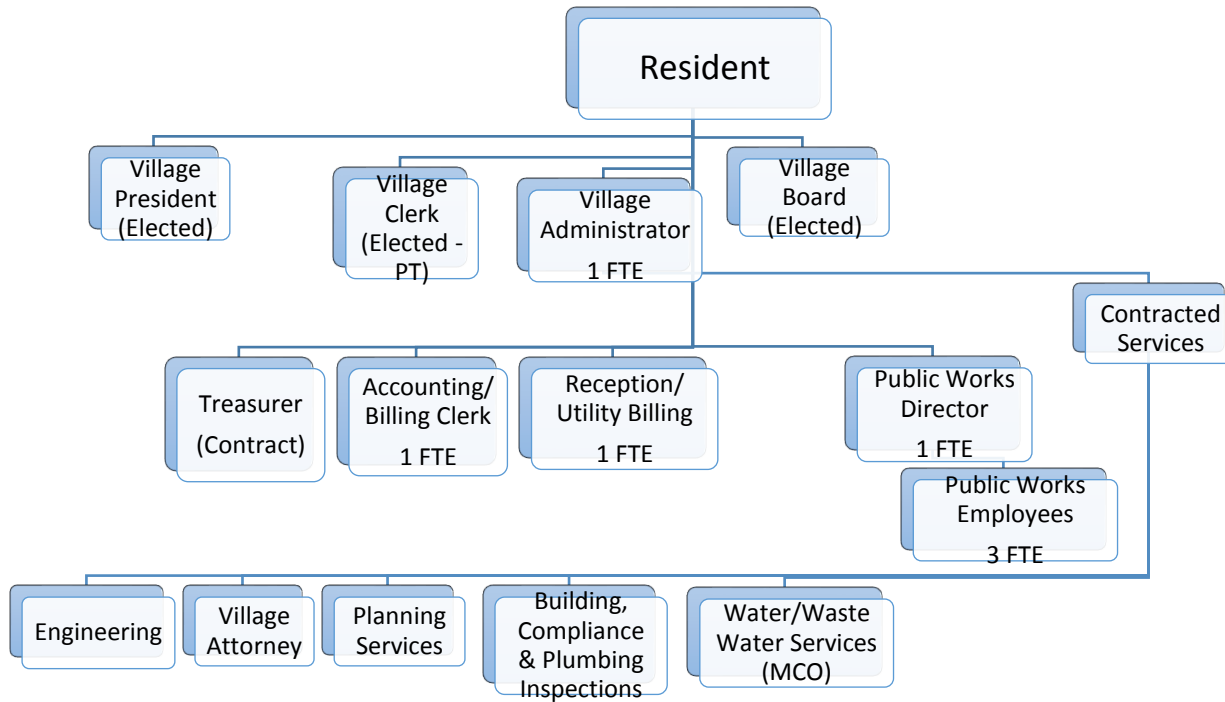 Resident
Village
President
(Elected)
Village
Clerk
(Elected -
PT)
Village
Administrator
1 FTE
Village
Board
(Elected)
Contracted
Services
Treasurer
(Contract)
Accounting/
Billing Clerk
1 FTE
Reception/
Utility Billing
1 FTE
Public Works
Director
1 FTE
Public Works
Employees
3 FTE
Engineering
Village
Attorney
Planning
Services
Building,
Compliance
& Plumbing
Inspections
Water/Waste
Water Services
(MCO)